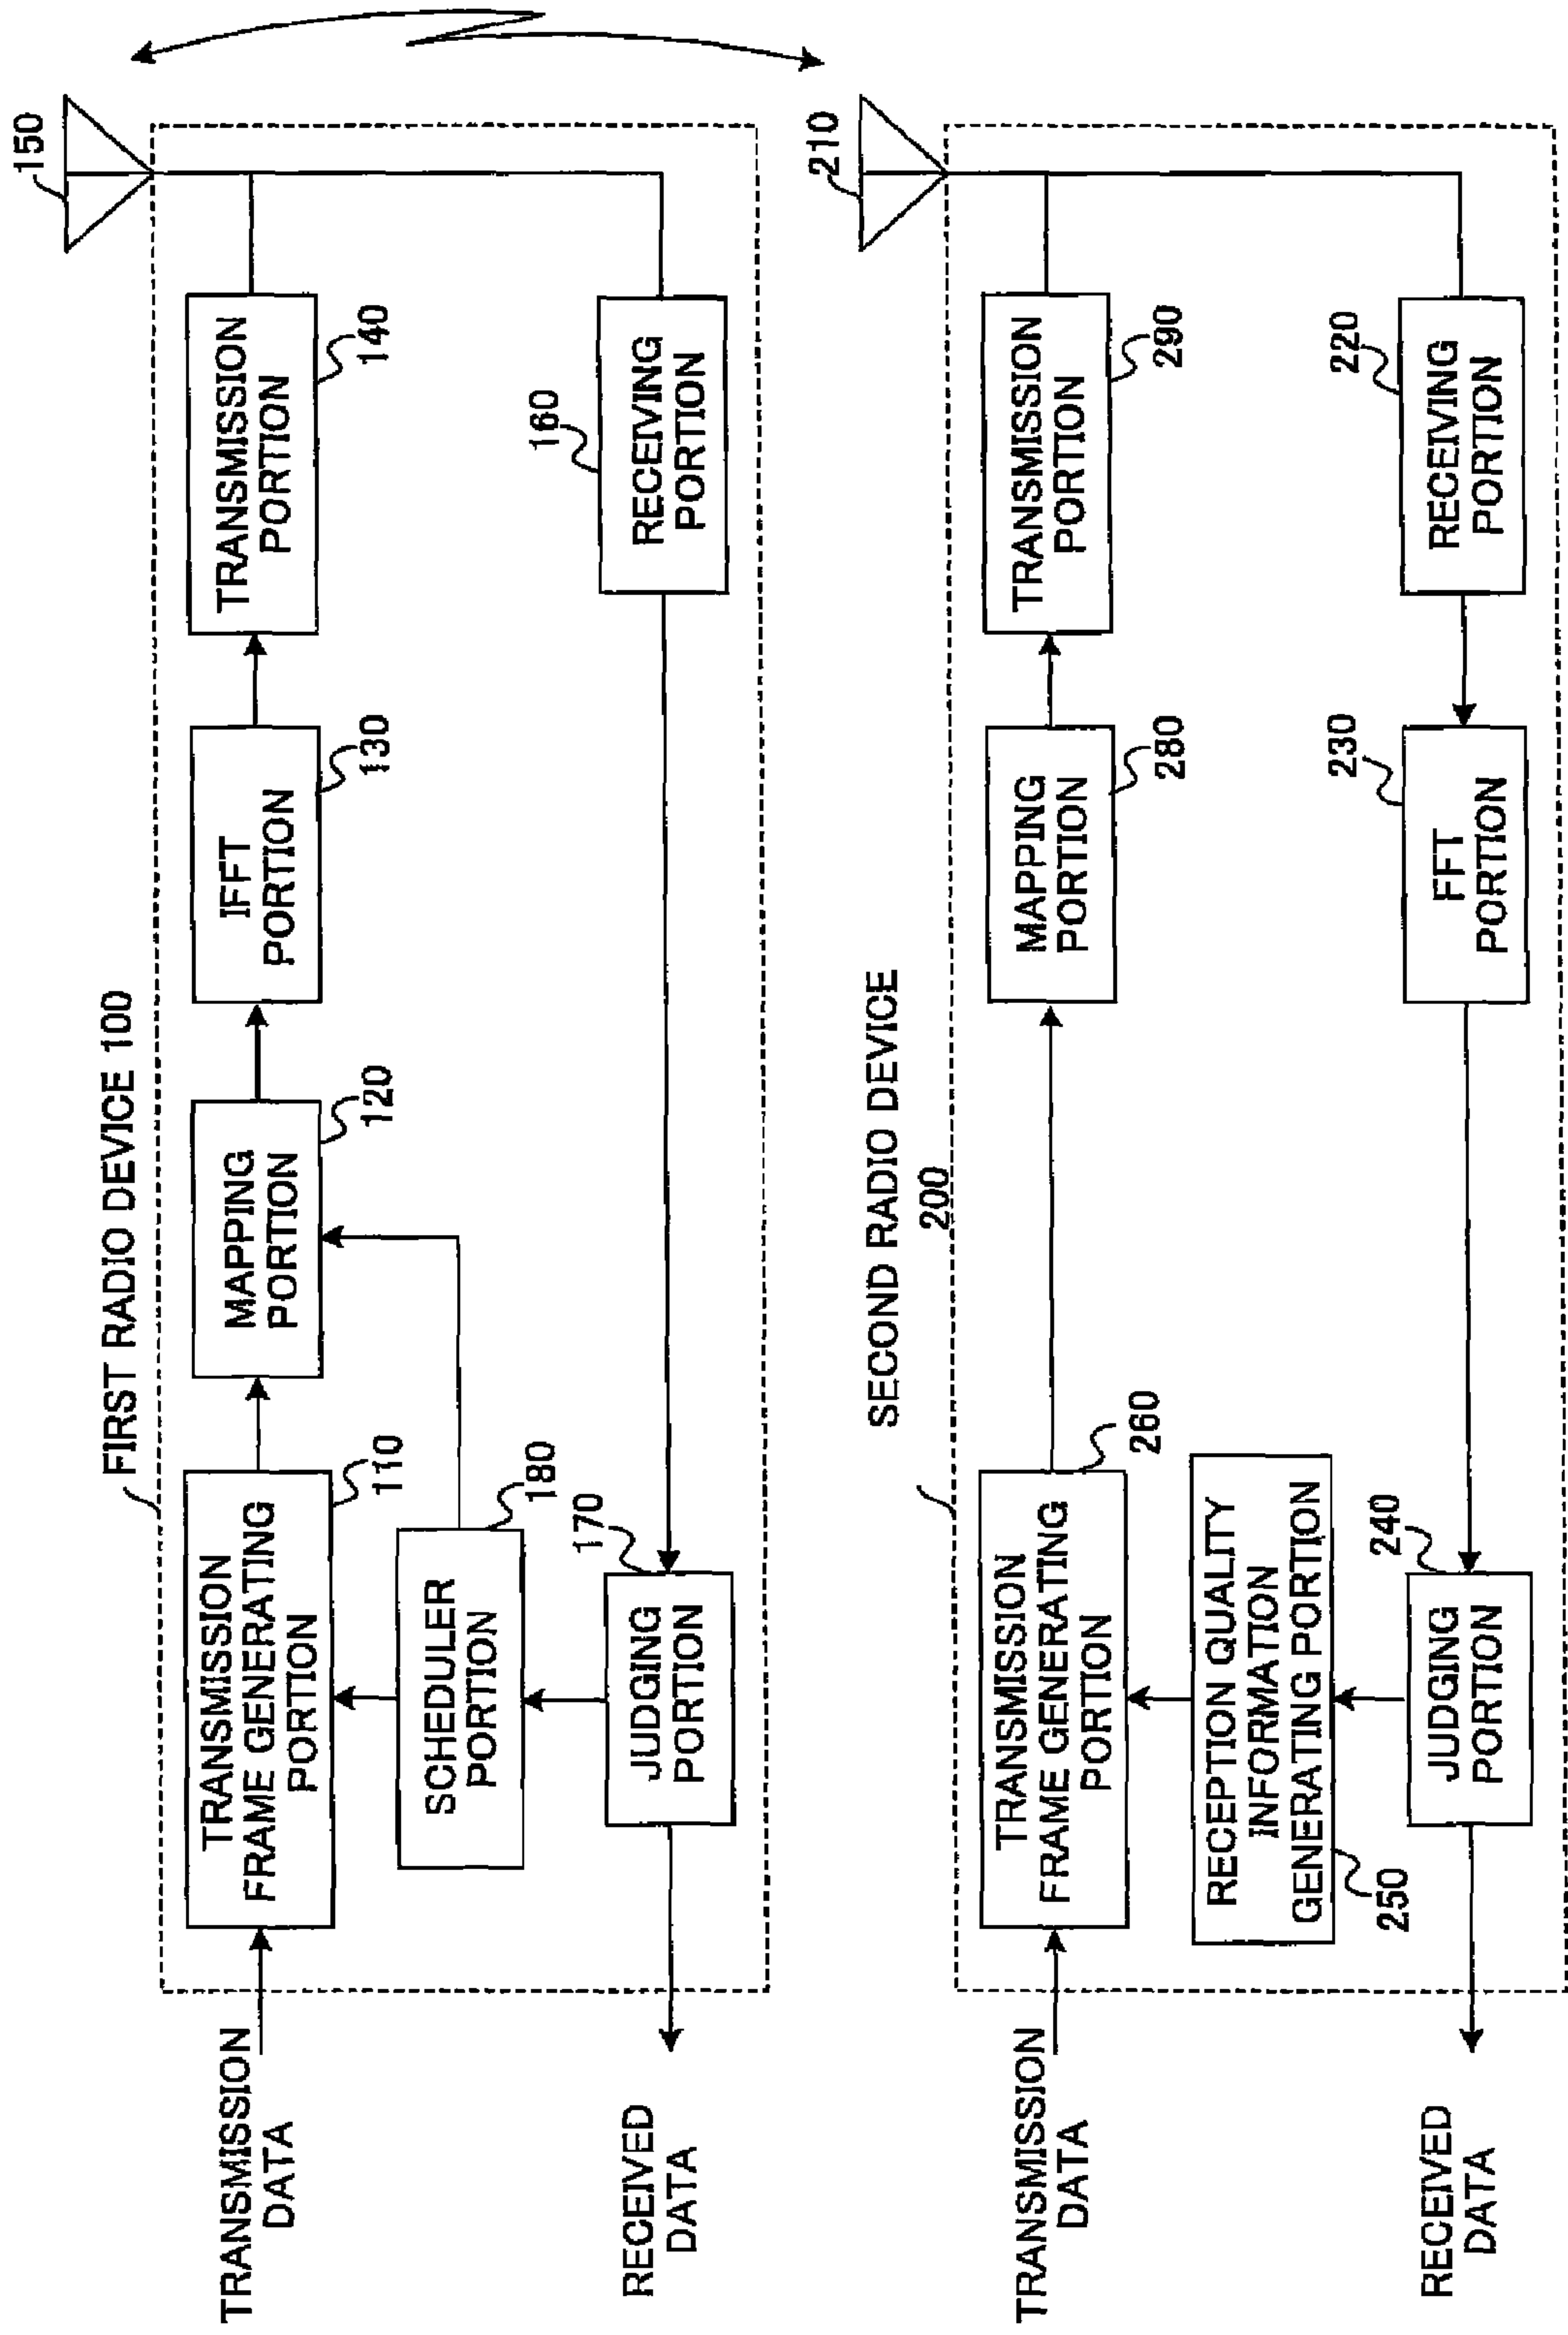 FIRST RADIO DEVICE 100
150
TRANSMISSION
DATA
TRANSMISSION
FRAME GENERATING
PORTION
110
MAPPING
PORTION
120
IFFT
PORTION
130
TRANSMISSION
PORTION
140
SCHEDULER
PORTION
180
RECEIVED
DATA
JUDGING
PORTION
170
RECEIVING
PORTION
160
SECOND RADIO DEVICE
200
210
TRANSMISSION
DATA
TRANSMISSION
FRAME GENERATING
PORTION
260
MAPPING
PORTION
280
TRANSMISSION
PORTION
290
RECEPTION QUALITY
INFORMATION
GENERATING PORTION
250
RECEIVED
DATA
JUDGING
PORTION
240
FFT
PORTION
230
RECEIVING
PORTION
220